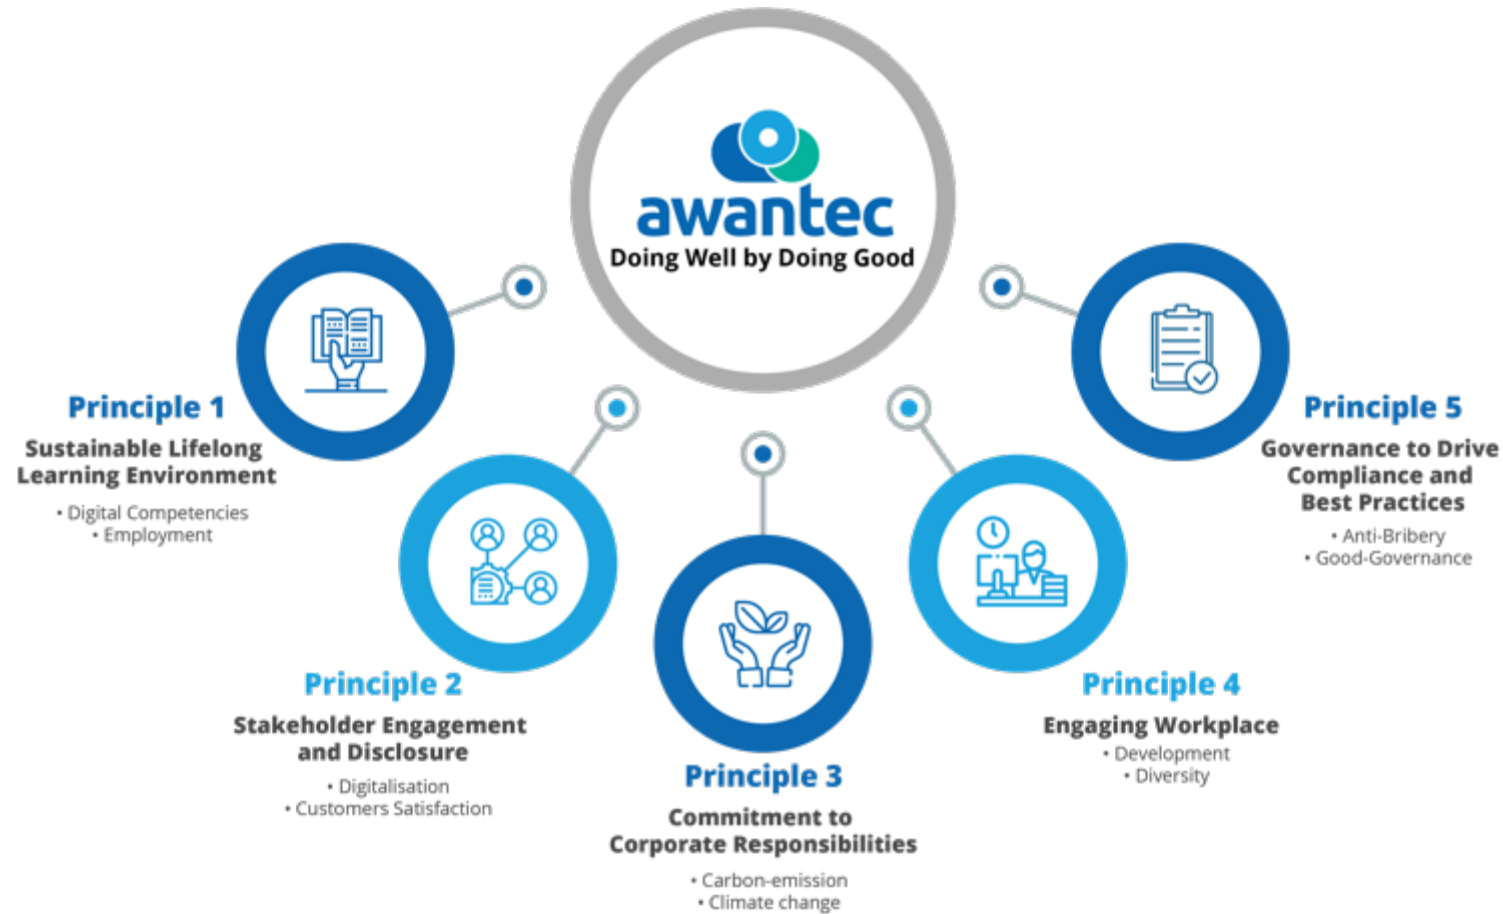 awantec
Doing Well by Doing Good
Principle 1
Sustainable Lifelong
Learning Environment
• Digital Competencies
• Employment
Principle 2
Stakeholder Engagement
and Disclosure
• Digitalisation
• Customers Satisfaction
Principle 3
Commitment to
Corporate Responsibilities
• Carbon-emission
• Climate change
Principle 4
Engaging Workplace
• Development
• Diversity
Principle 5
Governance to Drive
Compliance and
Best Practices
• Anti-Bribery
• Good-Governance